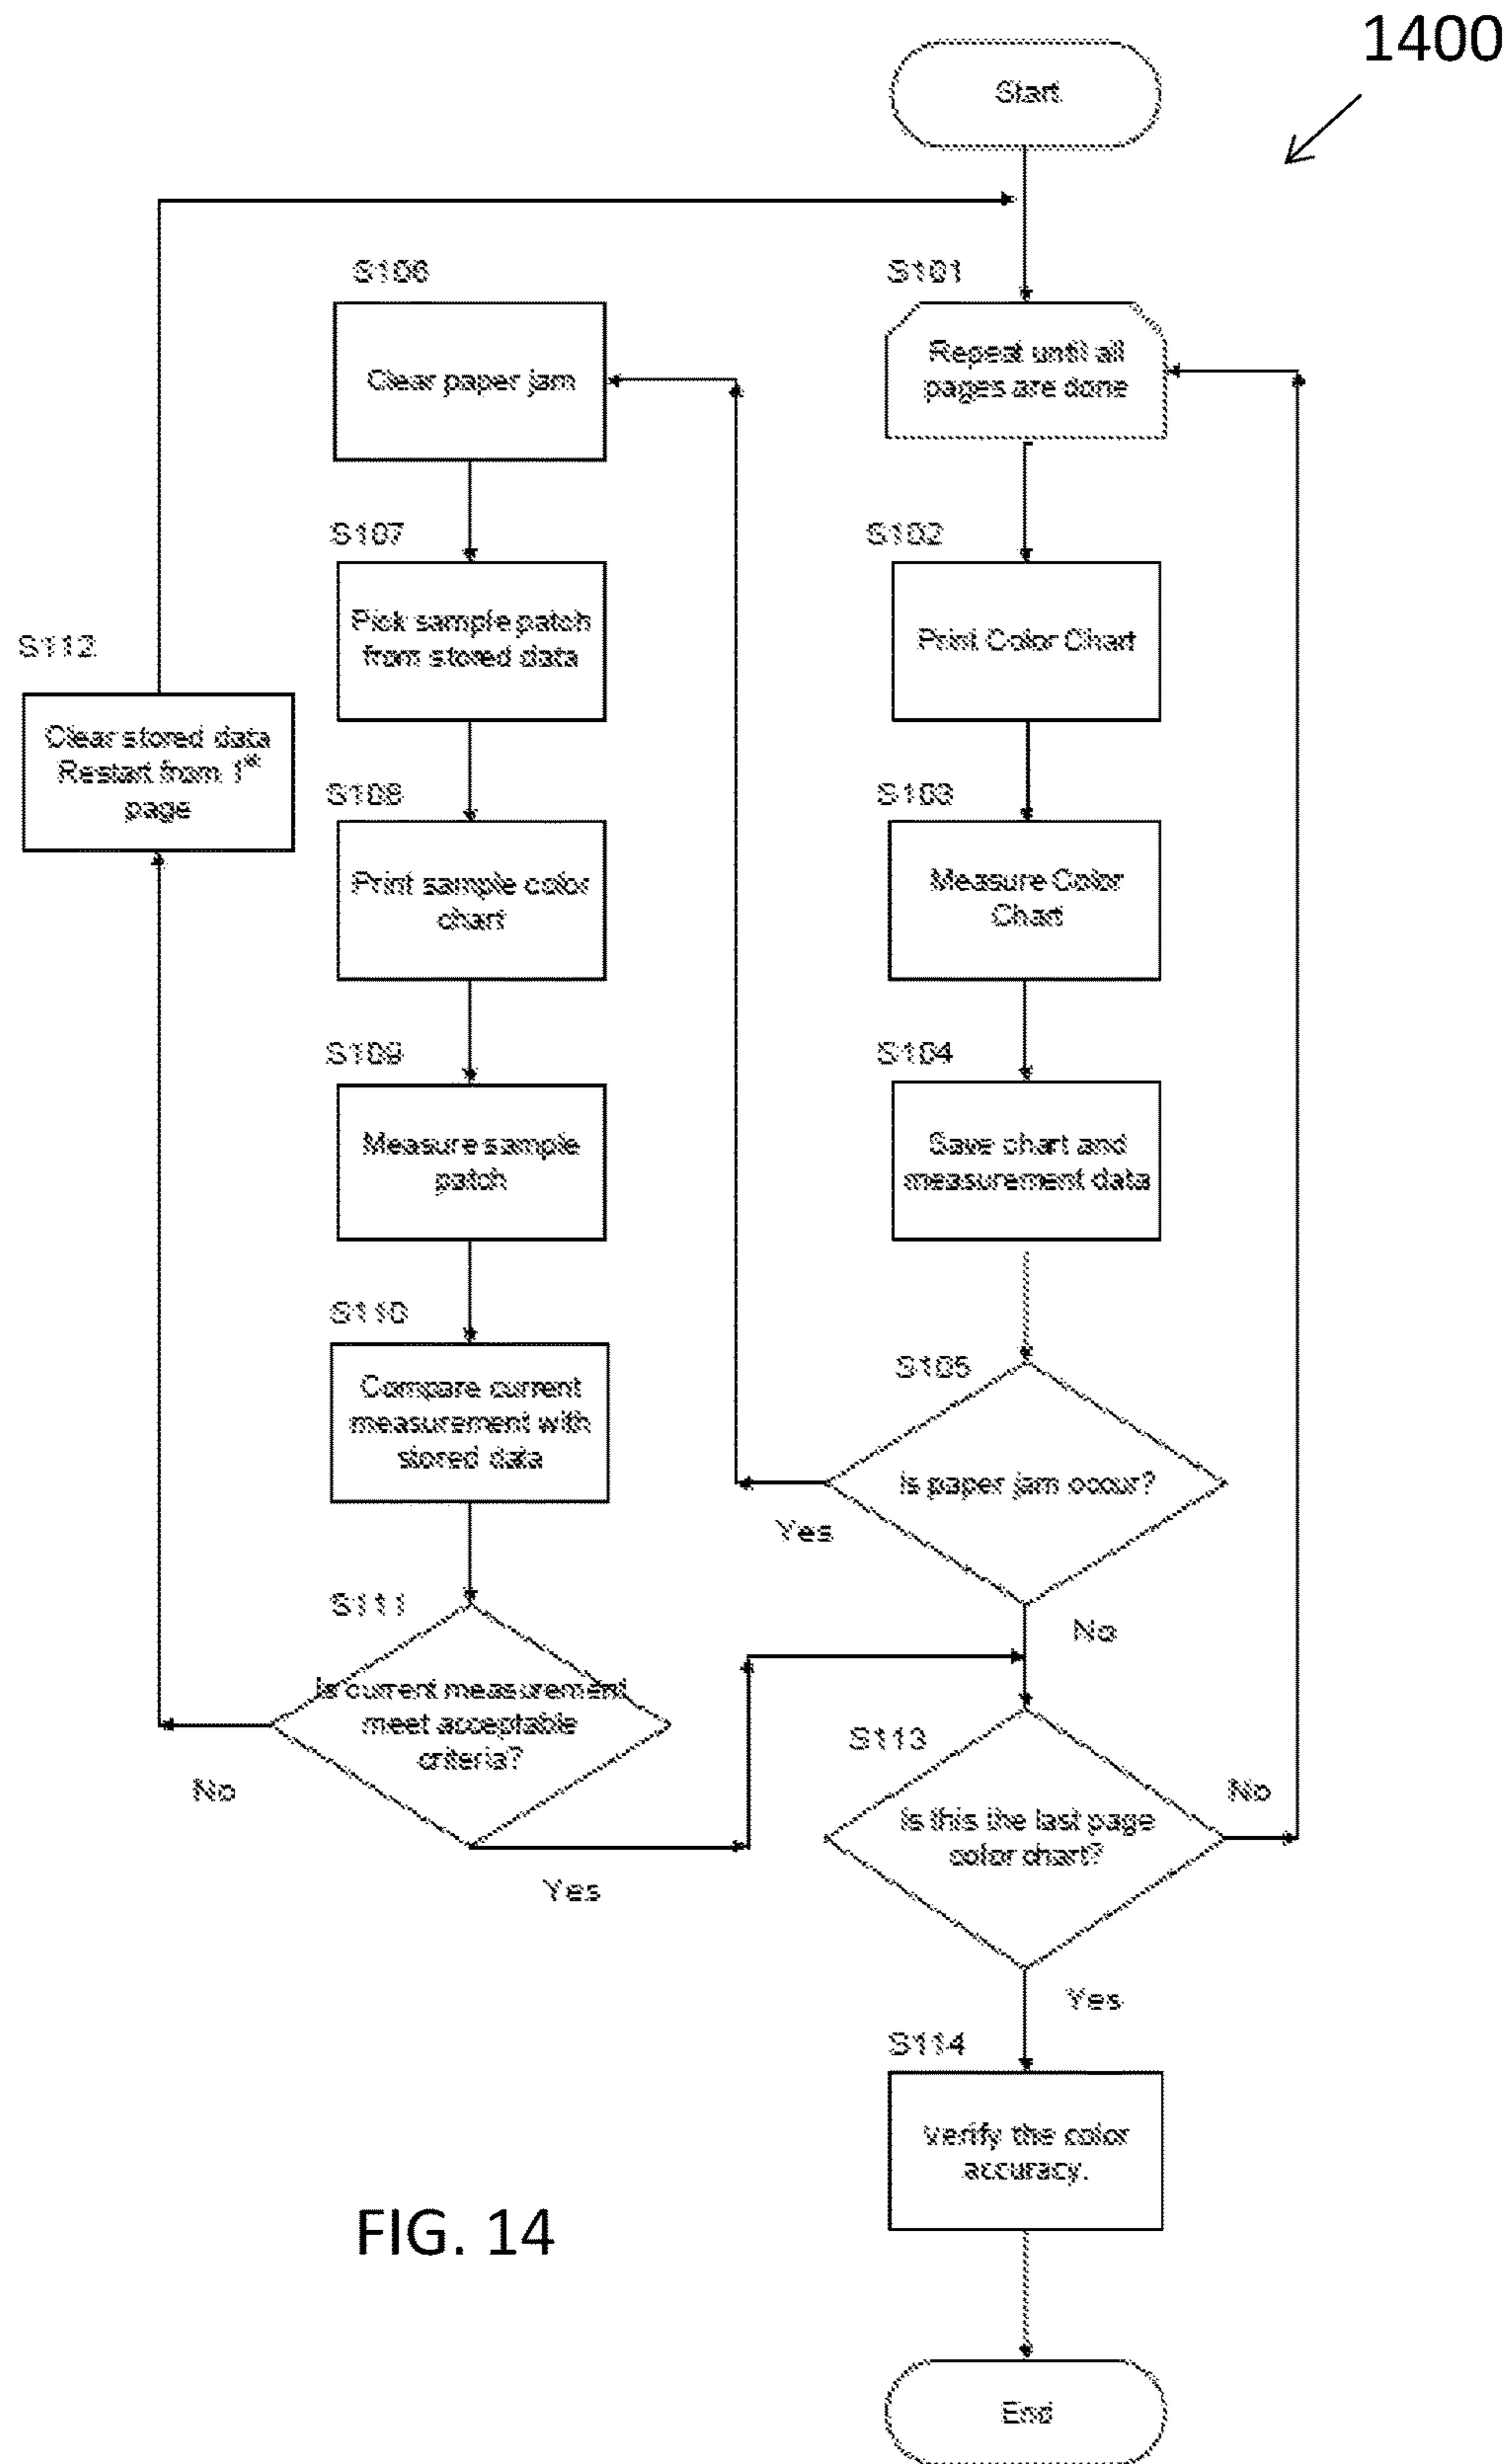 1400
Start
S106
S101
Clear paper jam
Repeat until all
pages are done
S107
S102
Pick sample patch
from stored data
Print Color Chart
S112
Clear stored data
Restart from 1st
page
S108
S103
Print sample color
chart
Measure Color
Chart
S109
S104
Measure sample
patch
Save chart and
measurement data
S110
S105
Compare current
measurement with
stored data
Is paper jam occur?
Yes
No
S111
Is current measurement
meet acceptable
criteria?
No
Yes
S113
Is this the last page
color chart?
No
Yes
S114
Verify the color
accuracy.
FIG. 14
End